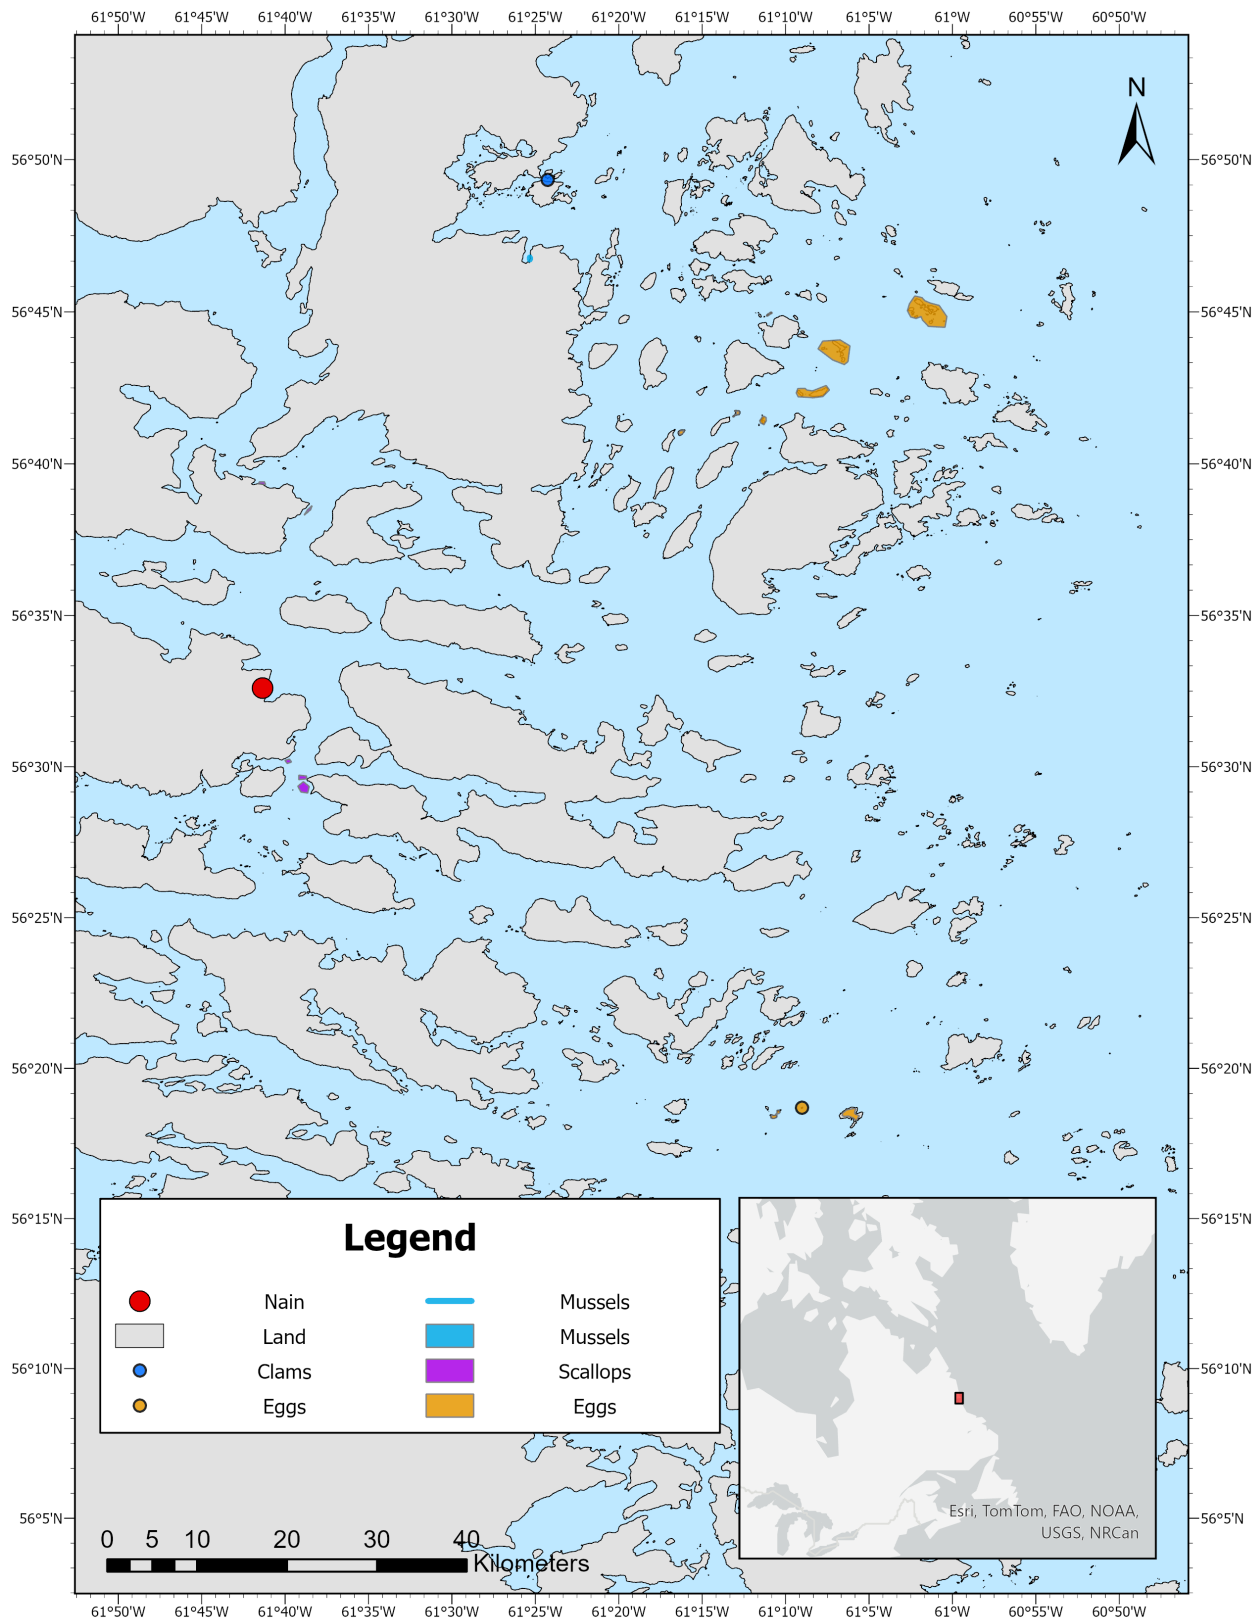 61°50'W 61°45'W 61°40'W 61°35'W 61°30'W 61°25'W 61°20'W 61°15'W 61°10'W 61°5'W 61°W 60°55'W 60°50'W
N
56°50'N 56°50'N
56°45'N 56°45'N
56°40'N 56°40'N
56°35'N 56°35'N
56°30'N 56°30'N
56°25'N 56°25'N
56°20'N 56°20'N
56°15'N 56°15'N
Legend
Nain Mussels
Land Mussels
Clams Scallops
Eggs Eggs
56°10'N 56°10'N
Esri, TomTom, FAO, NOAA,
USGS, NRCan
56°5'N 56°5'N
0 5 10 20 30 40
Kilometers
61°50'W 61°45'W 61°40'W 61°35'W 61°30'W 61°25'W 61°20'W 61°15'W 61°10'W 61°5'W 61°W 60°55'W 60°50'W